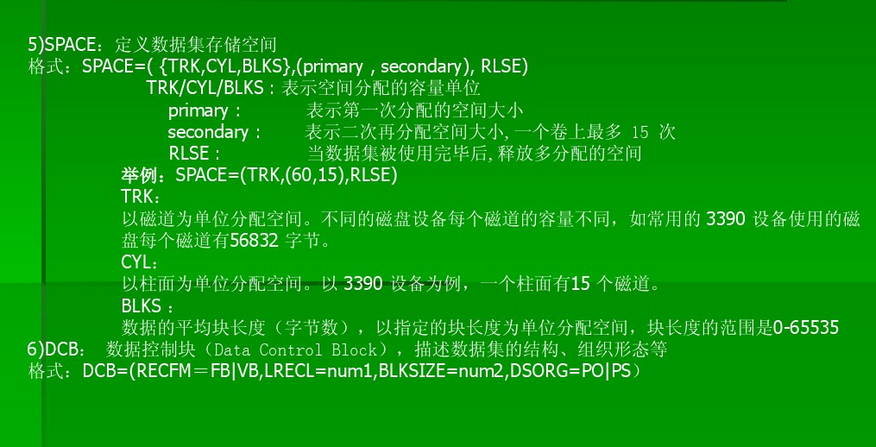 5)SPACE：定义数据集存储空间
格式：SPACE=( {TRK,CYL,BLKS},(primary , secondary), RLSE)
TRK/CYL/BLKS：表示空间分配的容量单位
primary： 表示第一次分配的空间大小
secondary： 表示二次再分配空间大小,一个卷上最多 15 次
RLSE： 当数据集被使用完毕后,释放多分配的空间
举例：SPACE=(TRK,(60,15),RLSE)
TRK：
以磁道为单位分配空间。不同的磁盘设备每个磁道的容量不同，如常用的 3390 设备使用的磁
盘每个磁道有56832 字节。
CYL：
以柱面为单位分配空间。以 3390 设备为例，一个柱面有15 个磁道。
BLKS ：
数据的平均块长度（字节数），以指定的块长度为单位分配空间，块长度的范围是0-65535
6)DCB： 数据控制块（Data Control Block），描述数据集的结构、组织形态等
格式：DCB=(RECFM＝FB|VB,LRECL=num1,BLKSIZE=num2,DSORG=PO|PS）